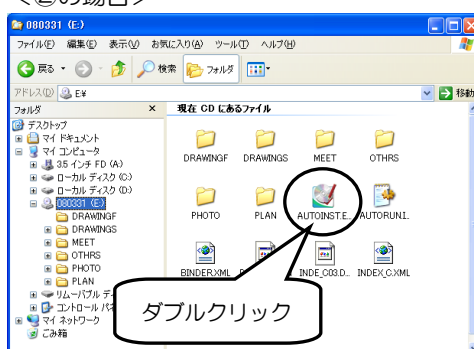 080331 (E:)
ファイル(F) 編集(E) 表示(V) お気に入り(A) ツール(T) ヘルプ(H)
戻る 検索 フォルダ
アドレス(D) E:¥ 移動
フォルダ × 現在 CD にあるファイル
デスクトップ
マイ ドキュメント
マイ コンピュータ
3.5 インチ FD (A:)
ローカル ディスク (C:)
ローカル ディスク (D:)
080331 (E:)
DRAWINGF
DRAWINGS
MEET
OTHRS
PHOTO
PLAN
リムーバブル デ
コントロール パネ
マイ ネットワーク
ごみ箱
DRAWINGF DRAWINGS MEET OTHRS
PHOTO PLAN AUTOINST.E... AUTORUN.I...
BINDER.XML INDE_C03.D... INDEX_C.XML
ダブルクリック